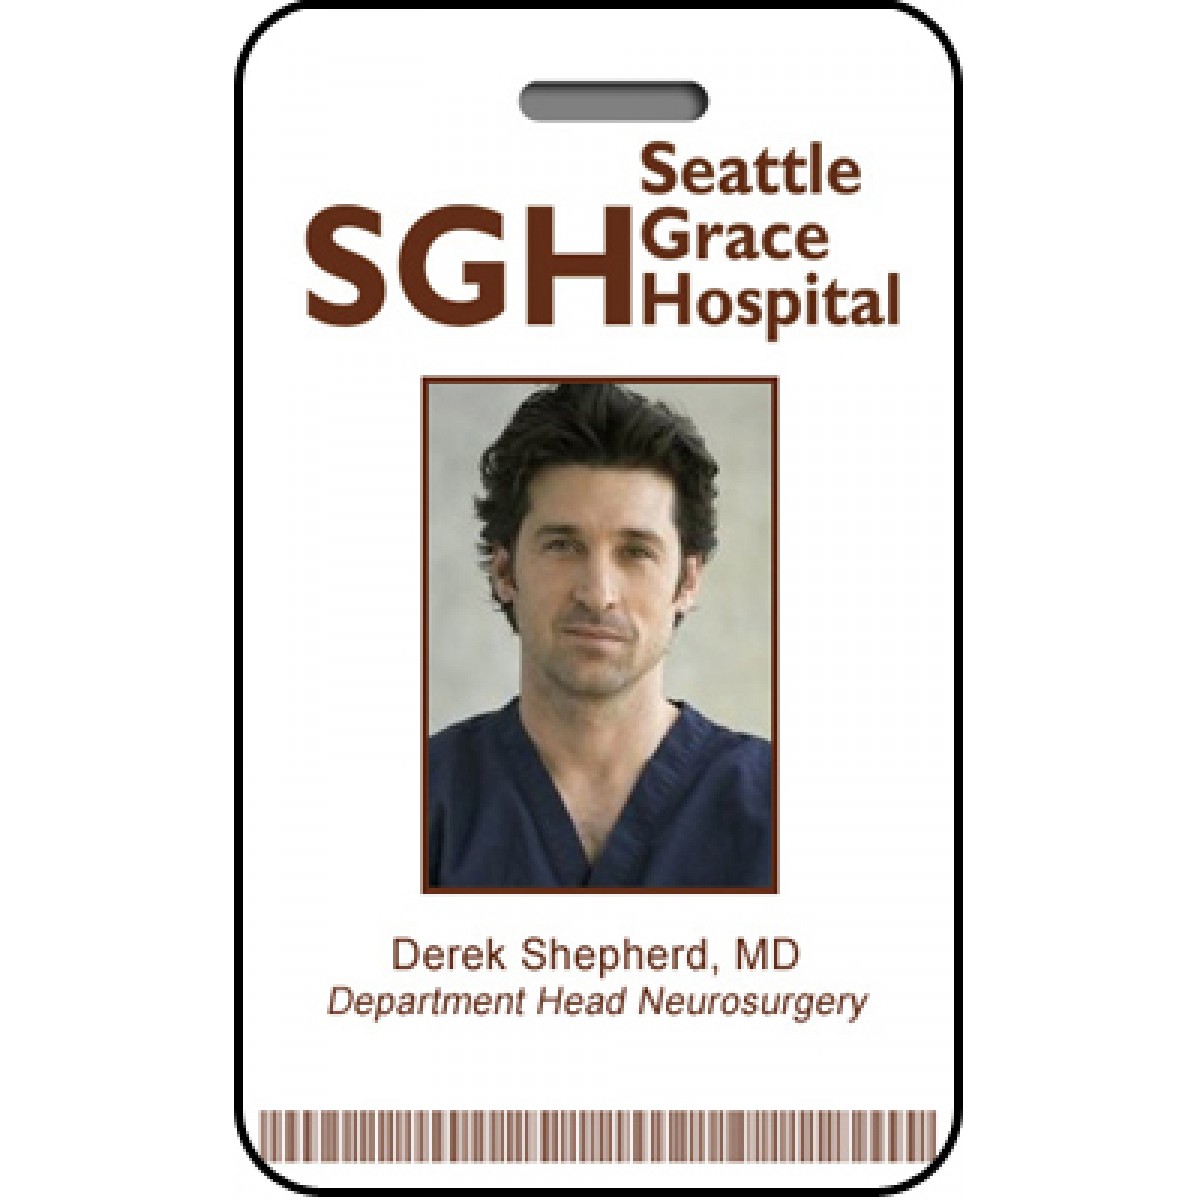 SGH
Seattle
Grace
Hospital
Derek Shepherd, MD
Department Head Neurosurgery